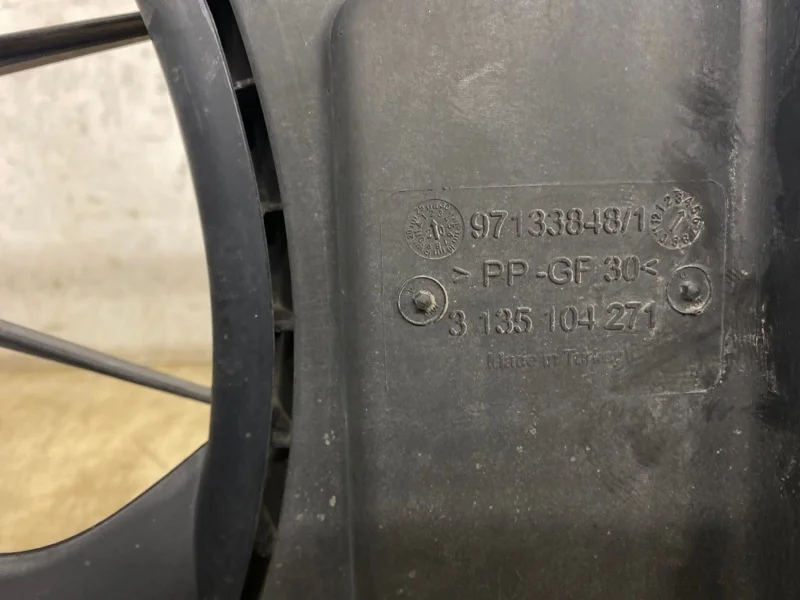 97133848/1
>PP-GF 30<
3 135 104 271
Made in Turkey